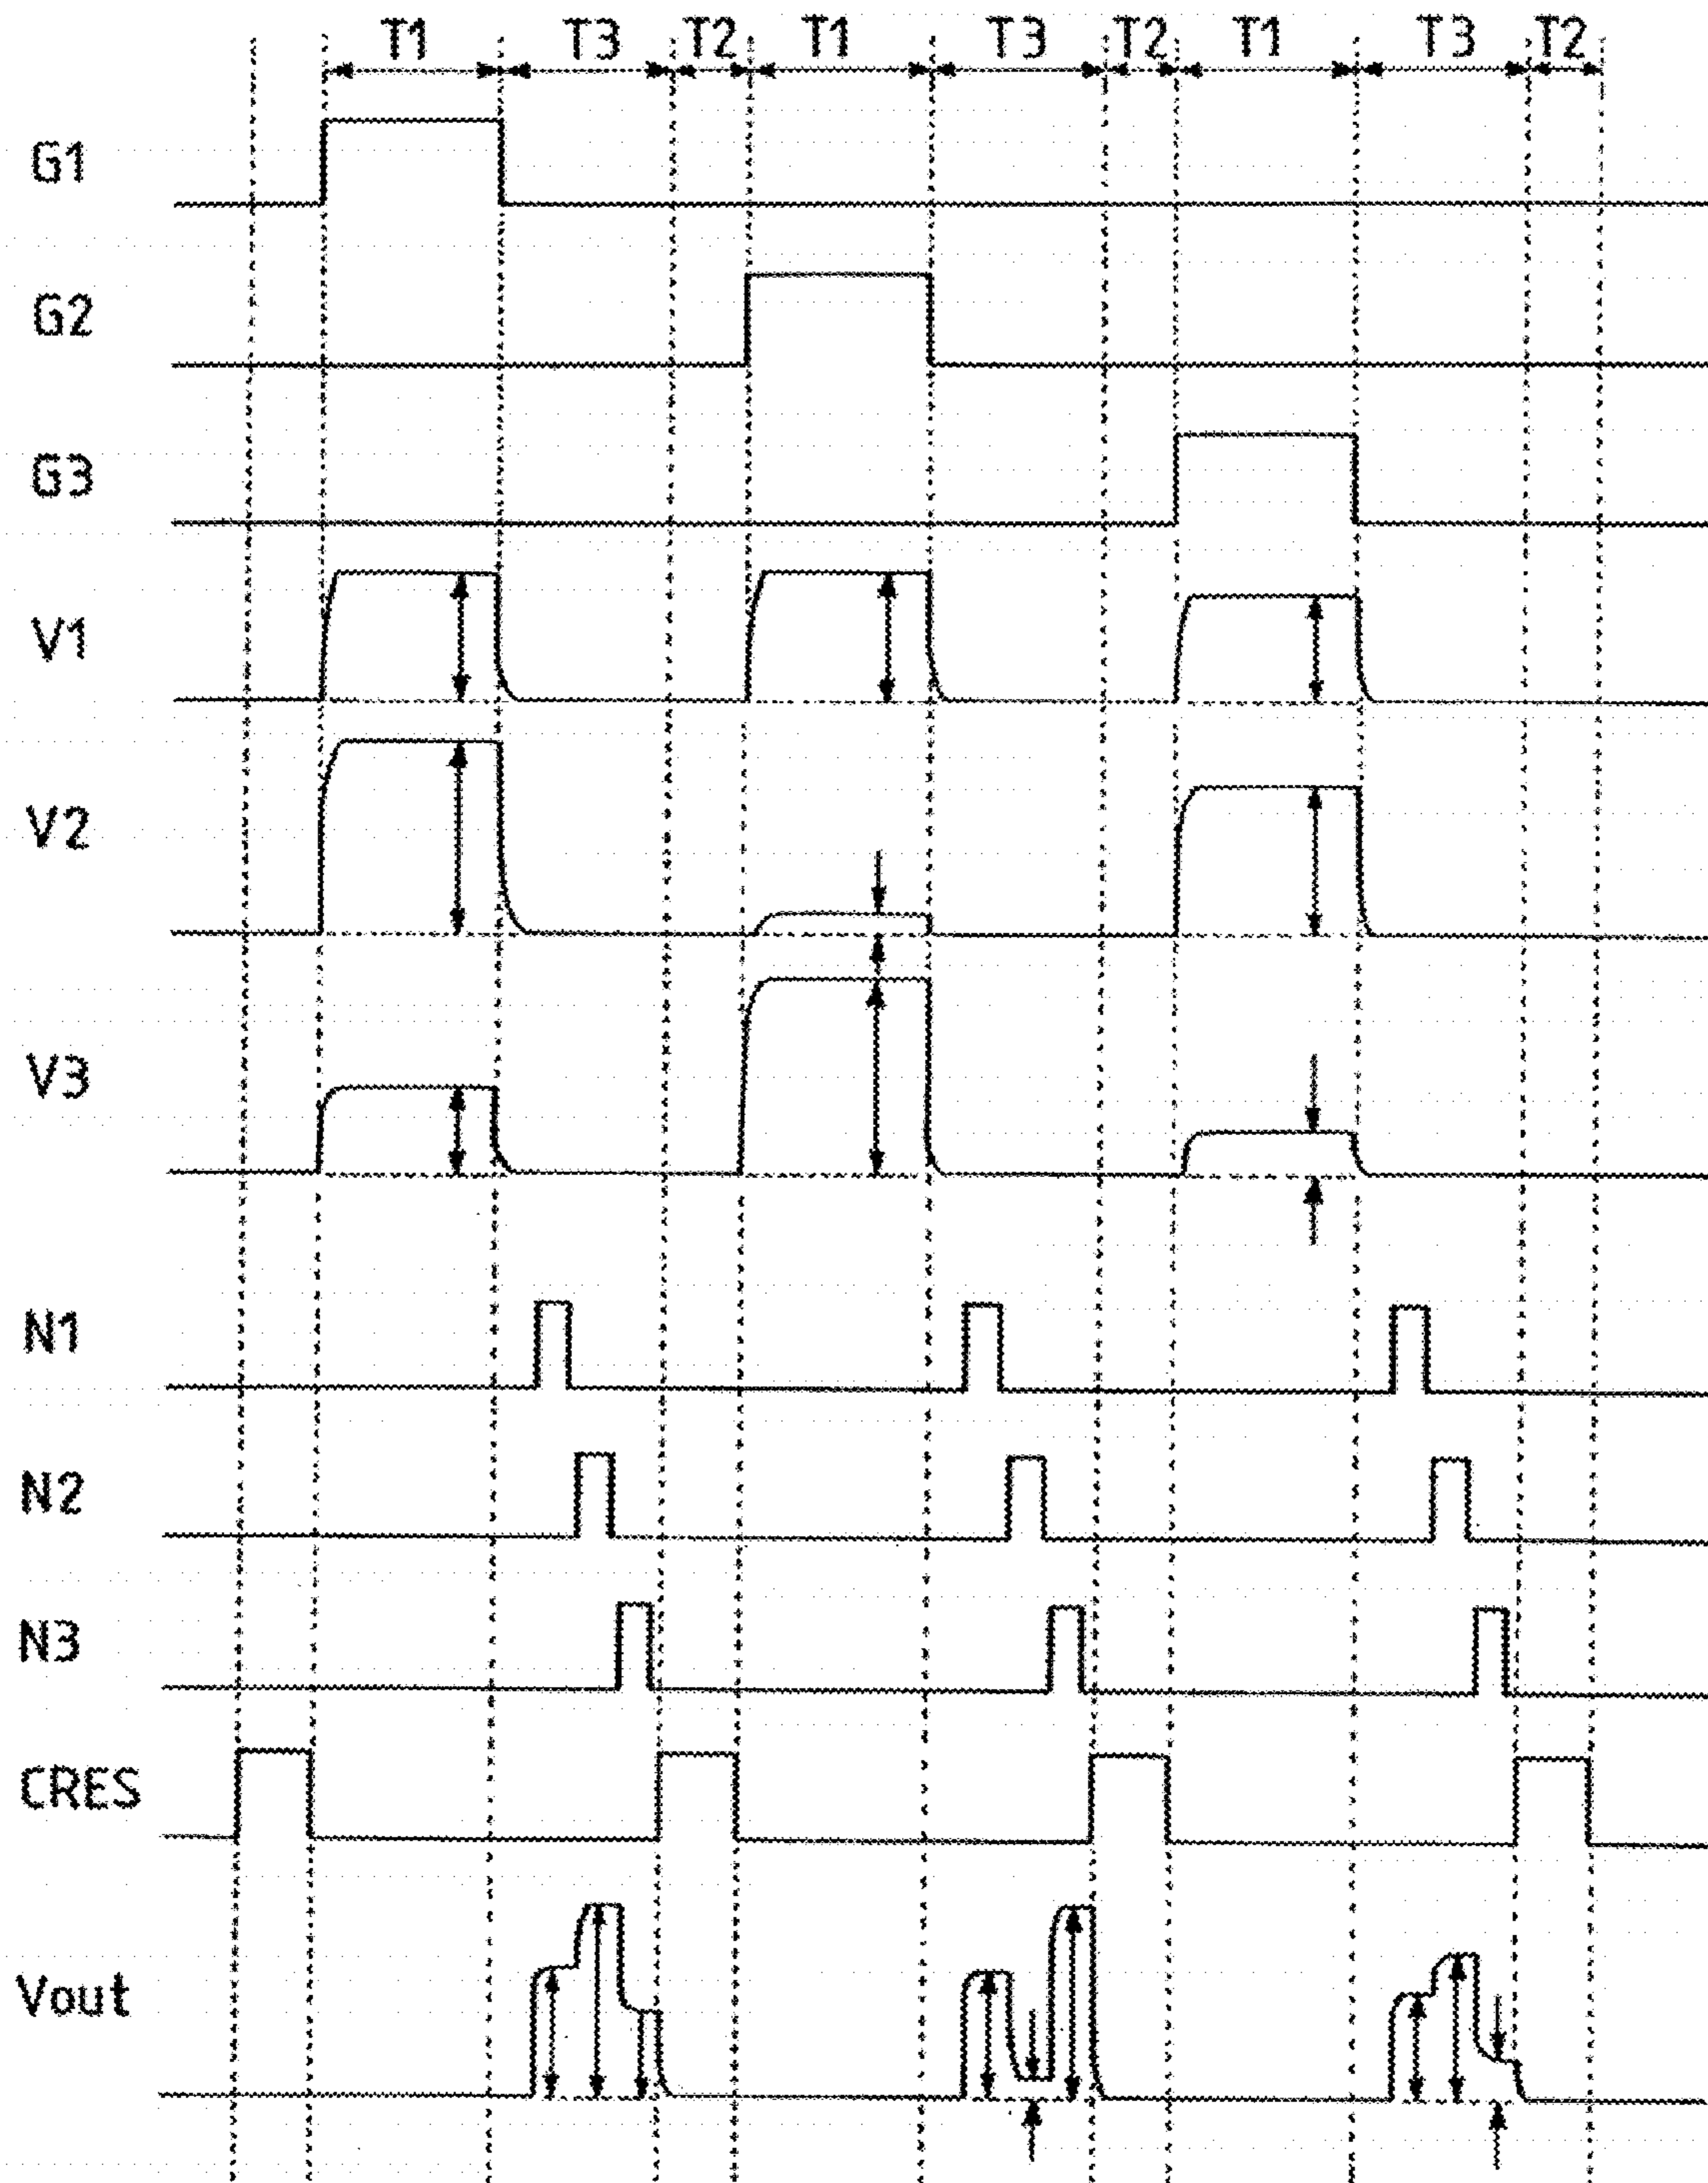 T1 T3 T2 T1 T3 T2 T1 T3 T2
G1
G2
G3
V1
V2
V3
N1
N2
N3
CRES
Vout